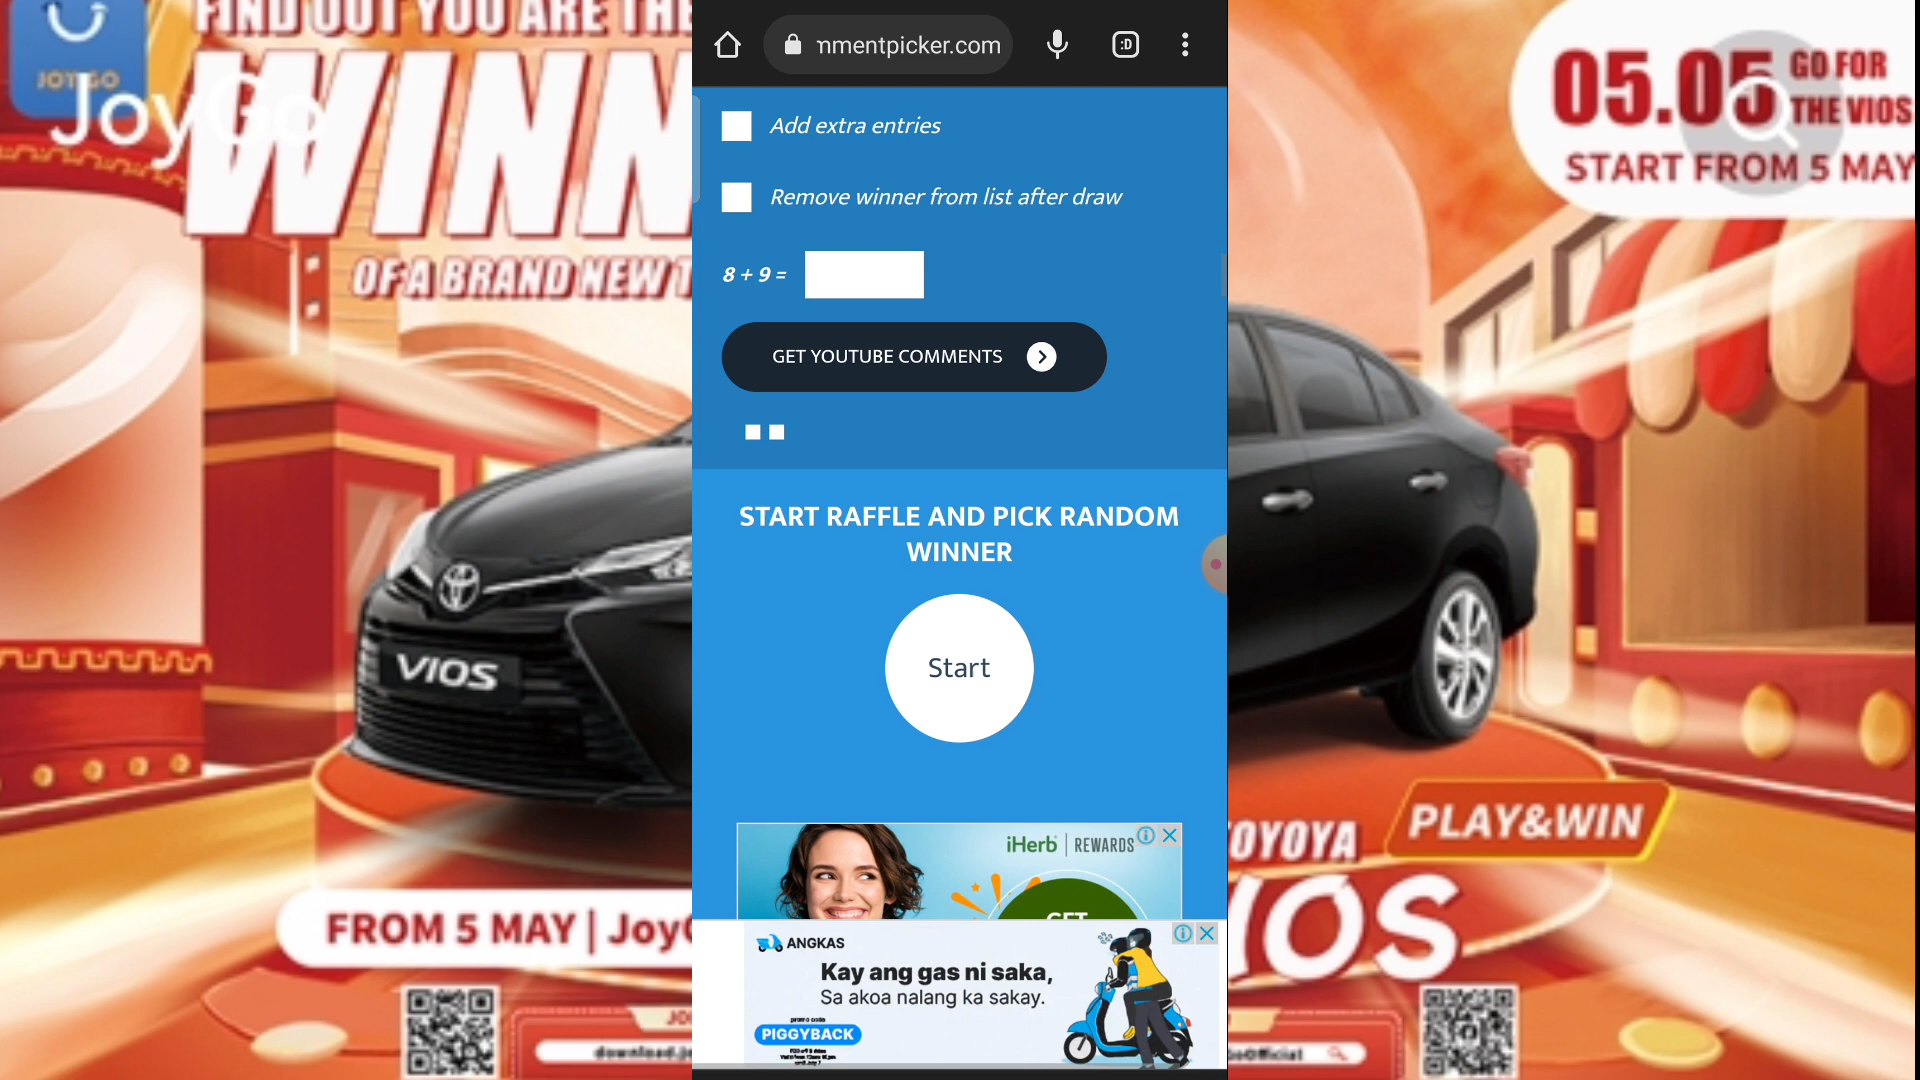 FIND OUT YOU ARE THE
WINN
OF A BRAND NEW T
JOY GO
JoyGo
VIOS
FROM 5 MAY | JoyG
nmentpicker.com
:D
Add extra entries
Remove winner from list after draw
8 + 9 =
GET YOUTUBE COMMENTS
START RAFFLE AND PICK RANDOM
WINNER
Start
iHerb | REWARDS
GET
ANGKAS
Kay ang gas ni saka,
Sa akoa nalang ka sakay.
PIGGYBACK
05.05 GO FOR
THE VIOS
START FROM 5 MAY
OYOYA
PLAY&WIN
IOS